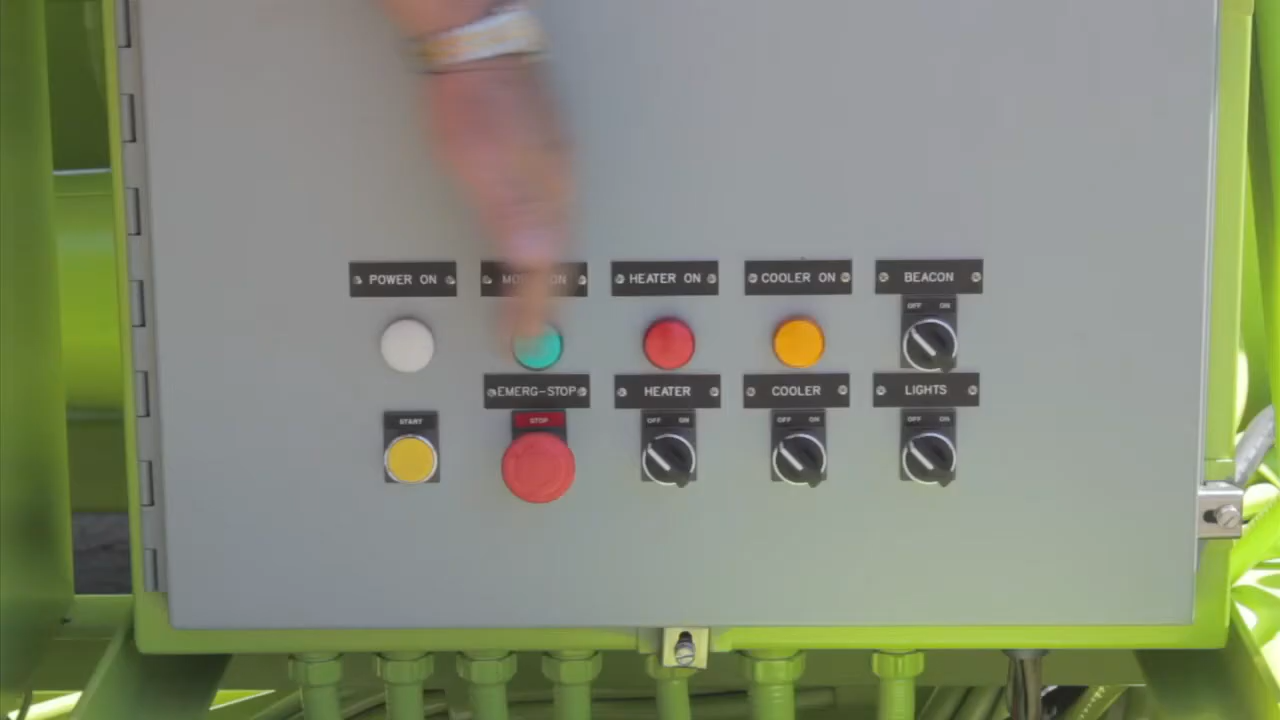 POWER ON
HEATER ON
COOLER ON
BEACON
OFF ON
EMERG-STOP
HEATER
COOLER
LIGHTS
START
STOP
OFF ON
OFF ON
OFF ON